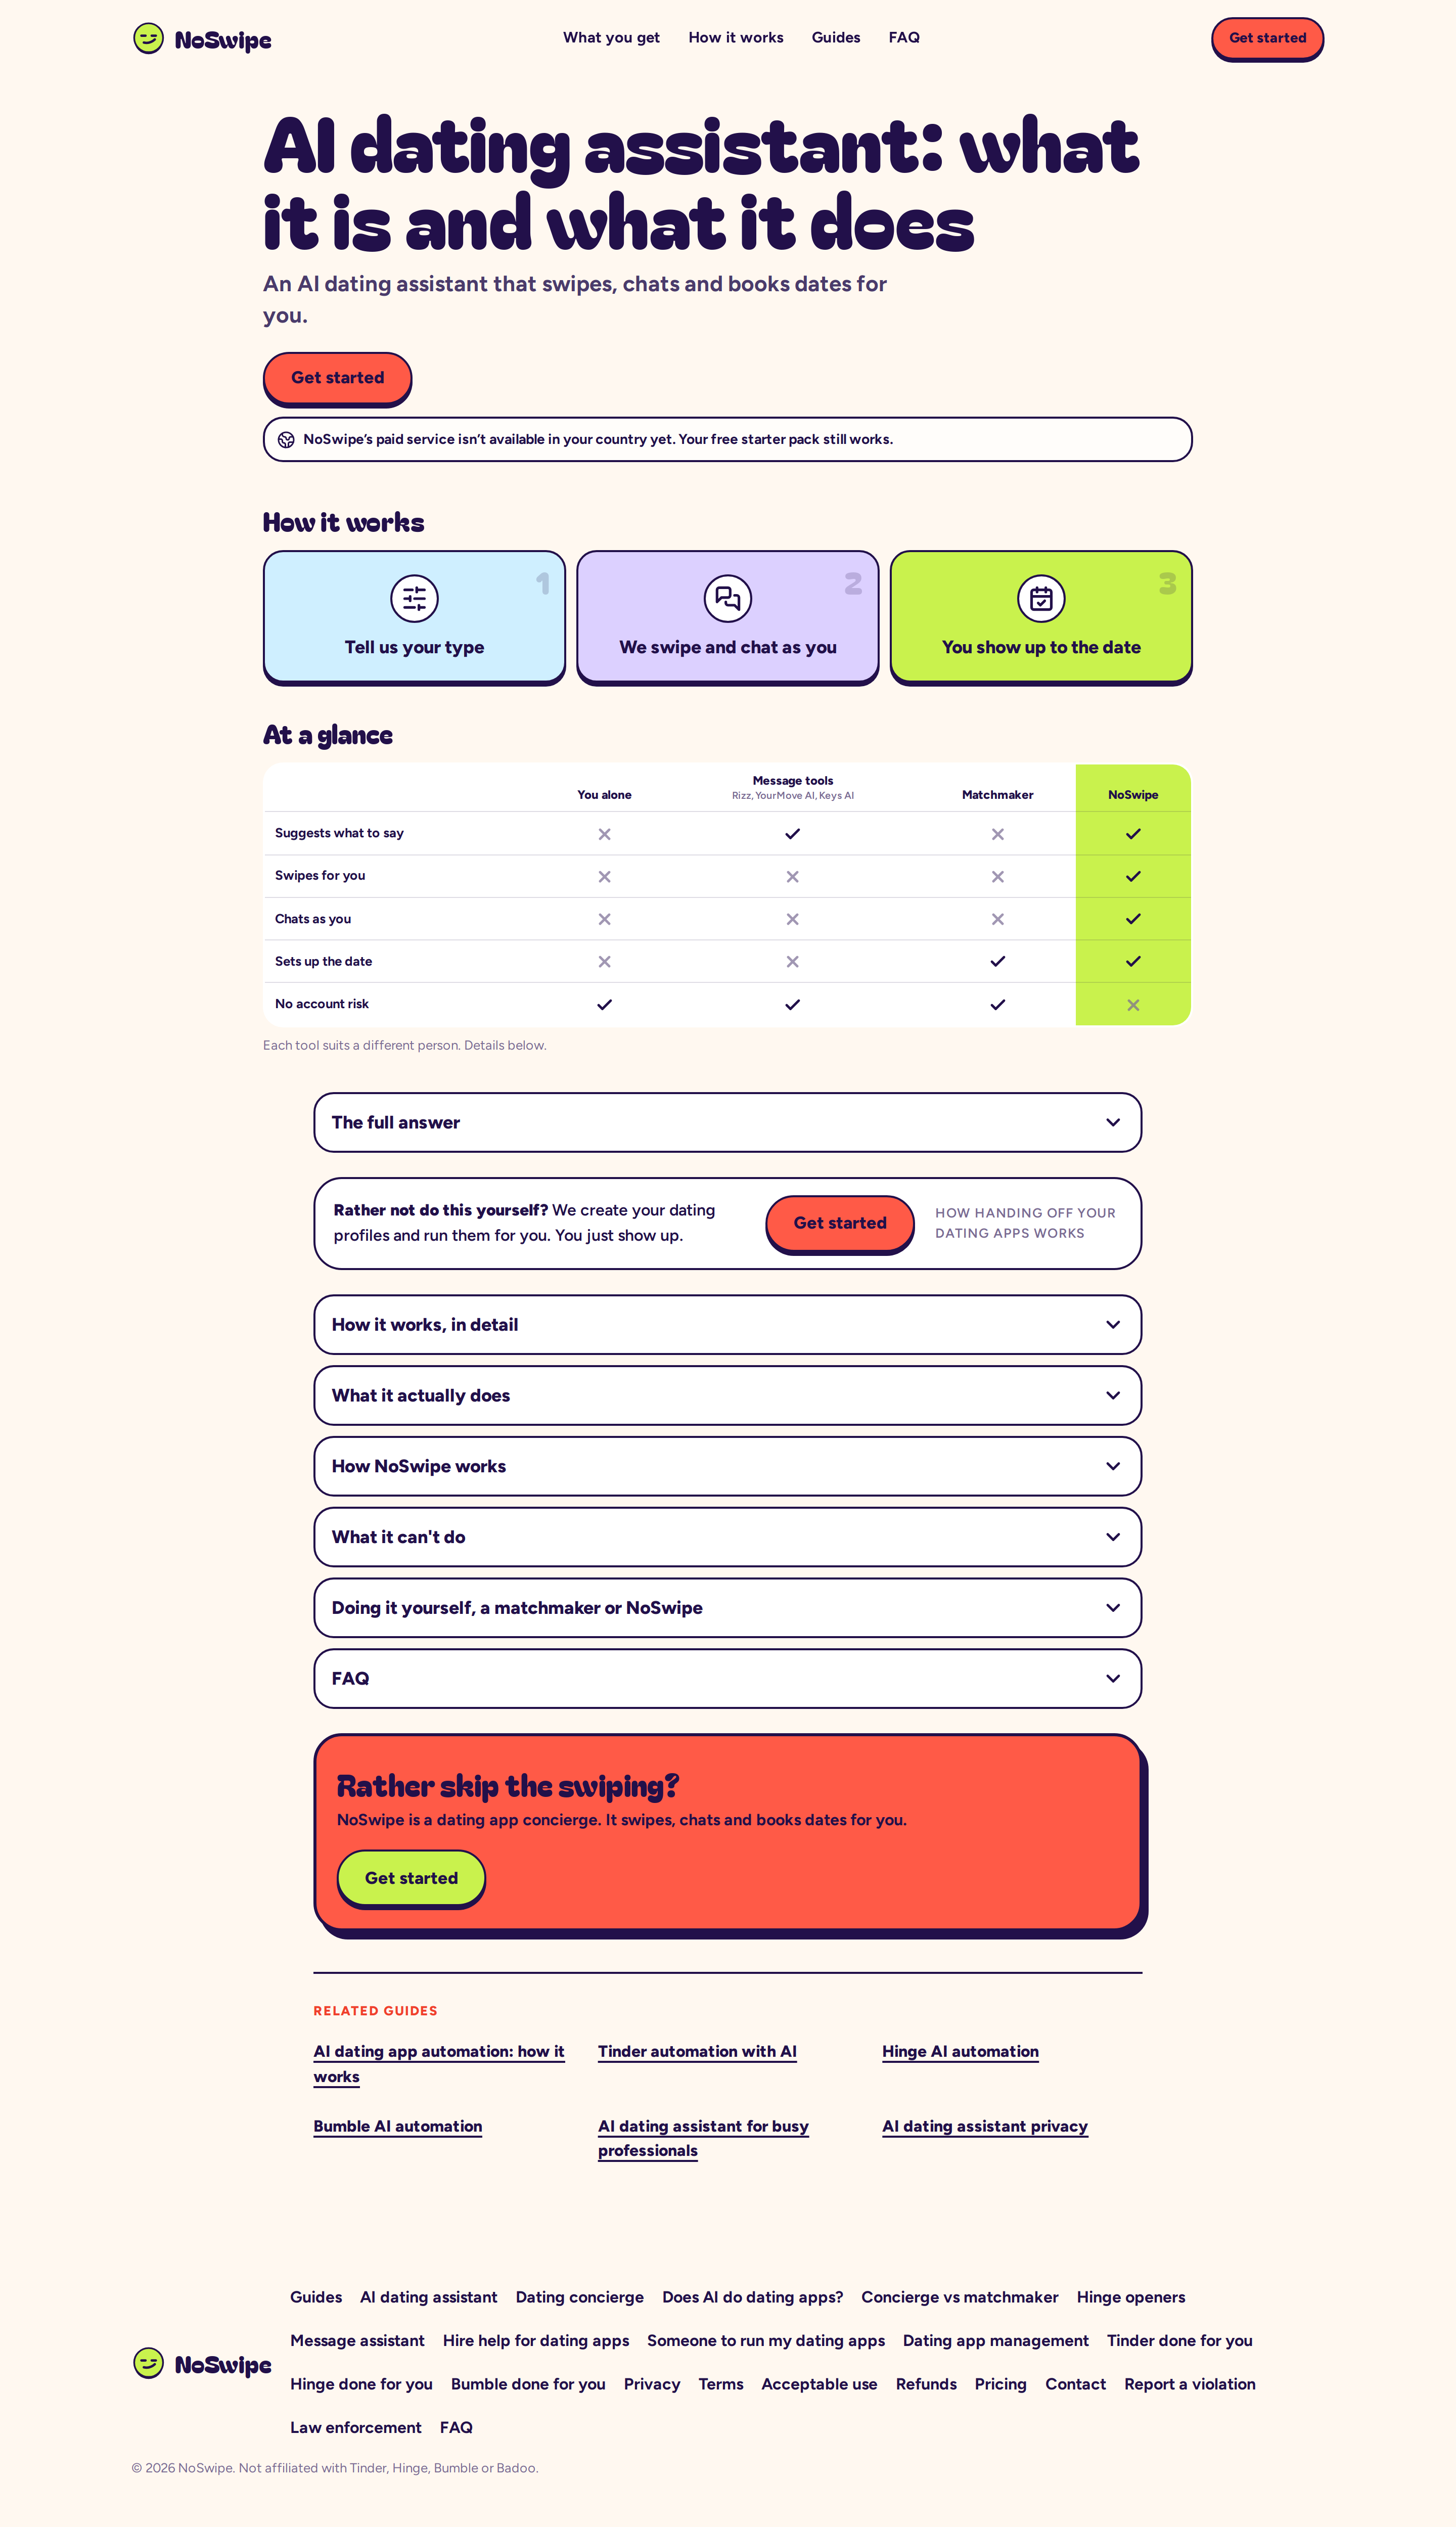 NoSwipe
What you get
How it works
Guides
FAQ
Get started
AI dating assistant: what
it is and what it does
An AI dating assistant that swipes, chats and books dates for
you.
Get started
NoSwipe’s paid service isn’t available in your country yet. Your free starter pack still works.
How it works
1
Tell us your type
2
We swipe and chat as you
3
You show up to the date
At a glance
You alone
Message tools
Rizz, YourMove AI, Keys AI
Matchmaker
NoSwipe
Suggests what to say
Swipes for you
Chats as you
Sets up the date
No account risk
Each tool suits a different person. Details below.
The full answer
Rather not do this yourself? We create your dating
profiles and run them for you. You just show up.
Get started
HOW HANDING OFF YOUR
DATING APPS WORKS
How it works, in detail
What it actually does
How NoSwipe works
What it can't do
Doing it yourself, a matchmaker or NoSwipe
FAQ
Rather skip the swiping?
NoSwipe is a dating app concierge. It swipes, chats and books dates for you.
Get started
RELATED GUIDES
AI dating app automation: how it
works
Tinder automation with AI
Hinge AI automation
Bumble AI automation
AI dating assistant for busy
professionals
AI dating assistant privacy
NoSwipe
Guides AI dating assistant Dating concierge Does AI do dating apps? Concierge vs matchmaker Hinge openers
Message assistant Hire help for dating apps Someone to run my dating apps Dating app management Tinder done for you
Hinge done for you Bumble done for you Privacy Terms Acceptable use Refunds Pricing Contact Report a violation
Law enforcement FAQ
© 2026 NoSwipe. Not affiliated with Tinder, Hinge, Bumble or Badoo.